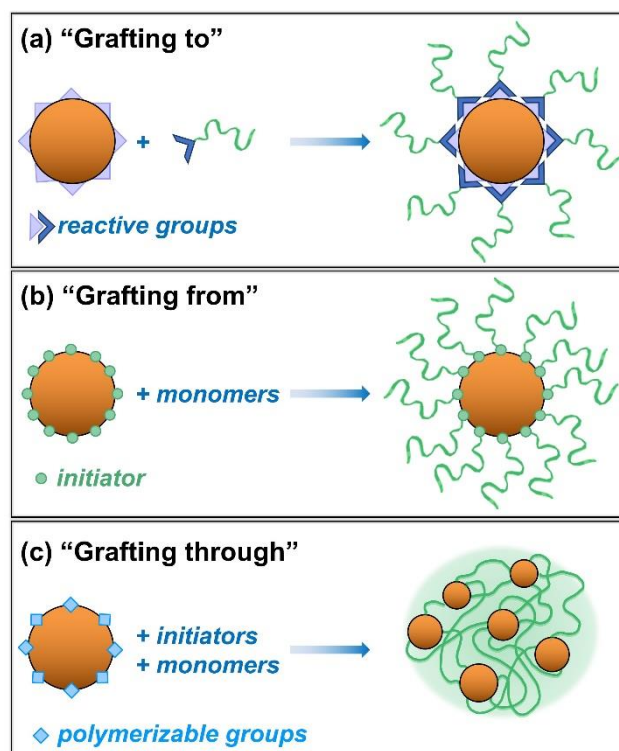 (a) “Grafting to”
+
reactive groups
(b) “Grafting from”
+ monomers
initiator
(c) “Grafting through”
+ initiators
+ monomers
polymerizable groups